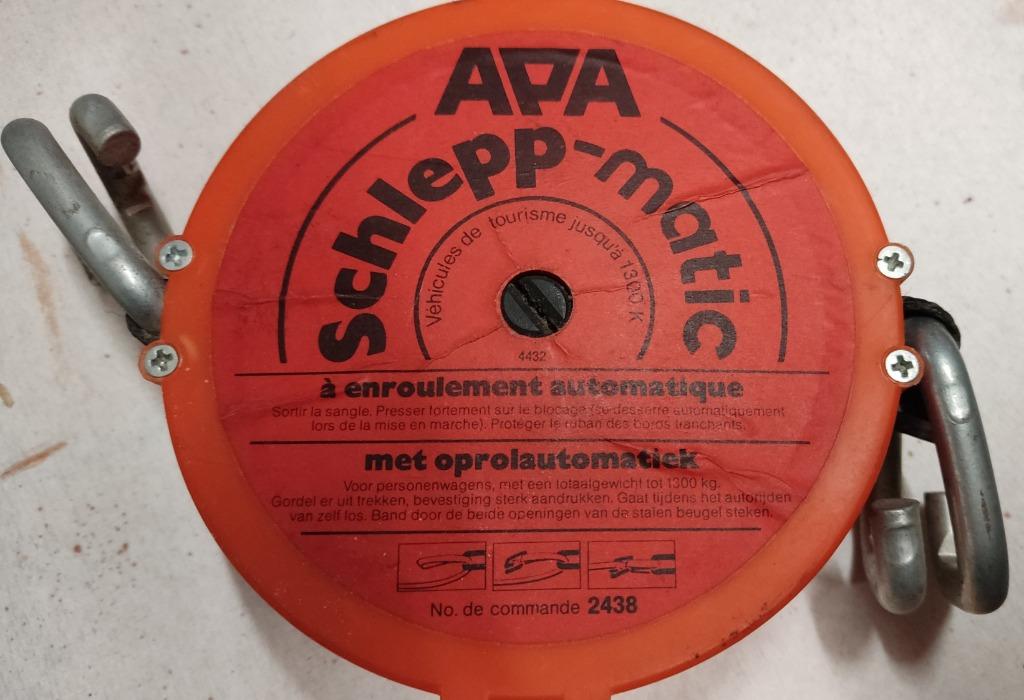 APA
Schlepp-matic
Véhicules de tourisme jusqu'à 1300 K
4432
à enroulement automatique
Sortir la sangle. Presser fortement sur le blocage (se desserre automatiquement
lors de la mise en marche). Protéger le ruban des bords tranchants.
met oprolautomatiek
Voor personenwagens, met een totaalgewicht tot 1300 kg.
Gordel er uit trekken, bevestiging sterk aandrukken. Gaat tijdens het autorijden
van zelf los. Band door de beide openingen van de stalen beugel steken.
No. de commande 2438